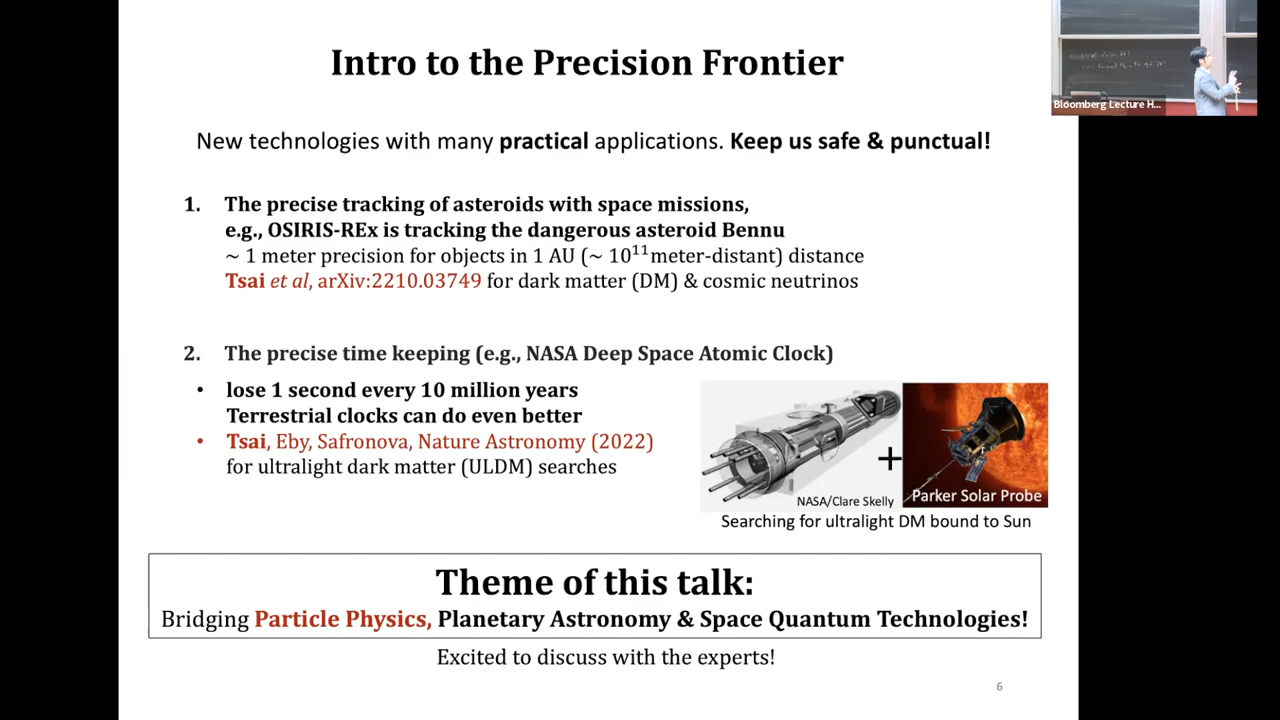 Intro to the Precision Frontier
Bloomberg Lecture H...
New technologies with many practical applications. Keep us safe & punctual!
1. The precise tracking of asteroids with space missions,
e.g., OSIRIS-REx is tracking the dangerous asteroid Bennu
~ 1 meter precision for objects in 1 AU (~ 10¹¹meter-distant) distance
Tsai et al, arXiv:2210.03749 for dark matter (DM) & cosmic neutrinos
2. The precise time keeping (e.g., NASA Deep Space Atomic Clock)
• lose 1 second every 10 million years
Terrestrial clocks can do even better
• Tsai, Eby, Safronova, Nature Astronomy (2022)
for ultralight dark matter (ULDM) searches
+
NASA/Clare Skelly
Parker Solar Probe
Searching for ultralight DM bound to Sun
Theme of this talk:
Bridging Particle Physics, Planetary Astronomy & Space Quantum Technologies!
Excited to discuss with the experts!
6